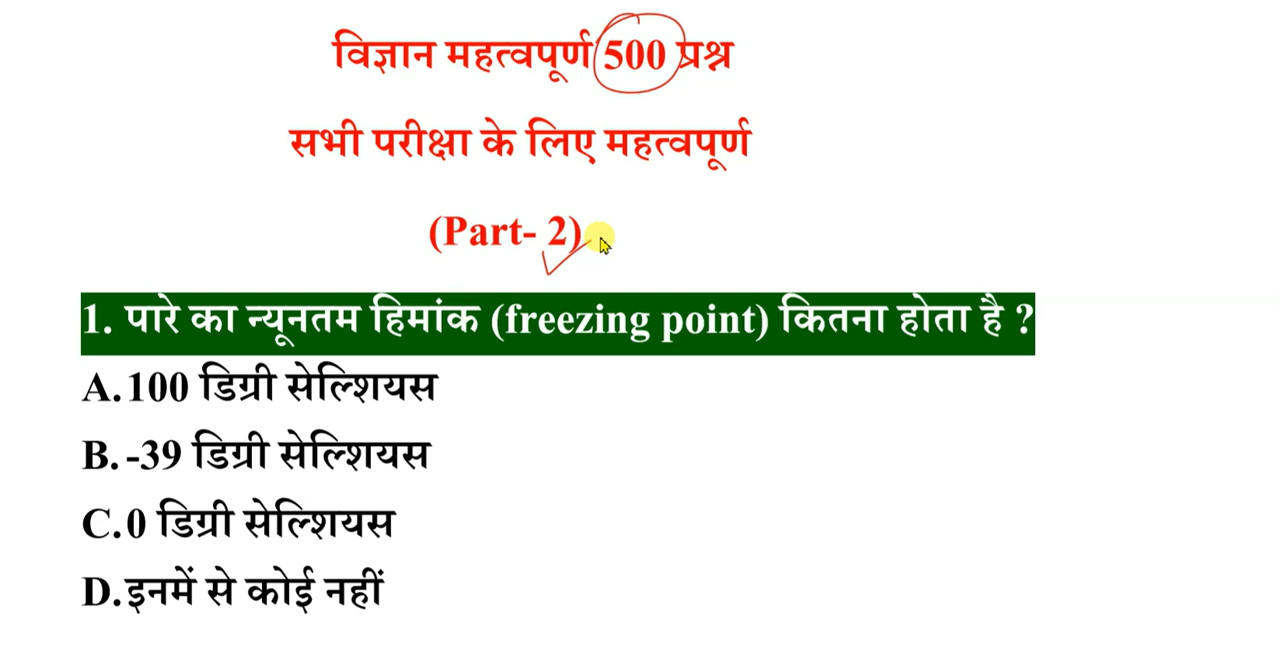 विज्ञान महत्वपूर्ण 500 प्रश्न
सभी परीक्षा के लिए महत्वपूर्ण
(Part- 2)
1. पारे का न्यूनतम हिमांक (freezing point) कितना होता है ?
A.100 डिग्री सेल्शियस
B.-39 डिग्री सेल्शियस
C.0 डिग्री सेल्शियस
D.इनमें से कोई नहीं